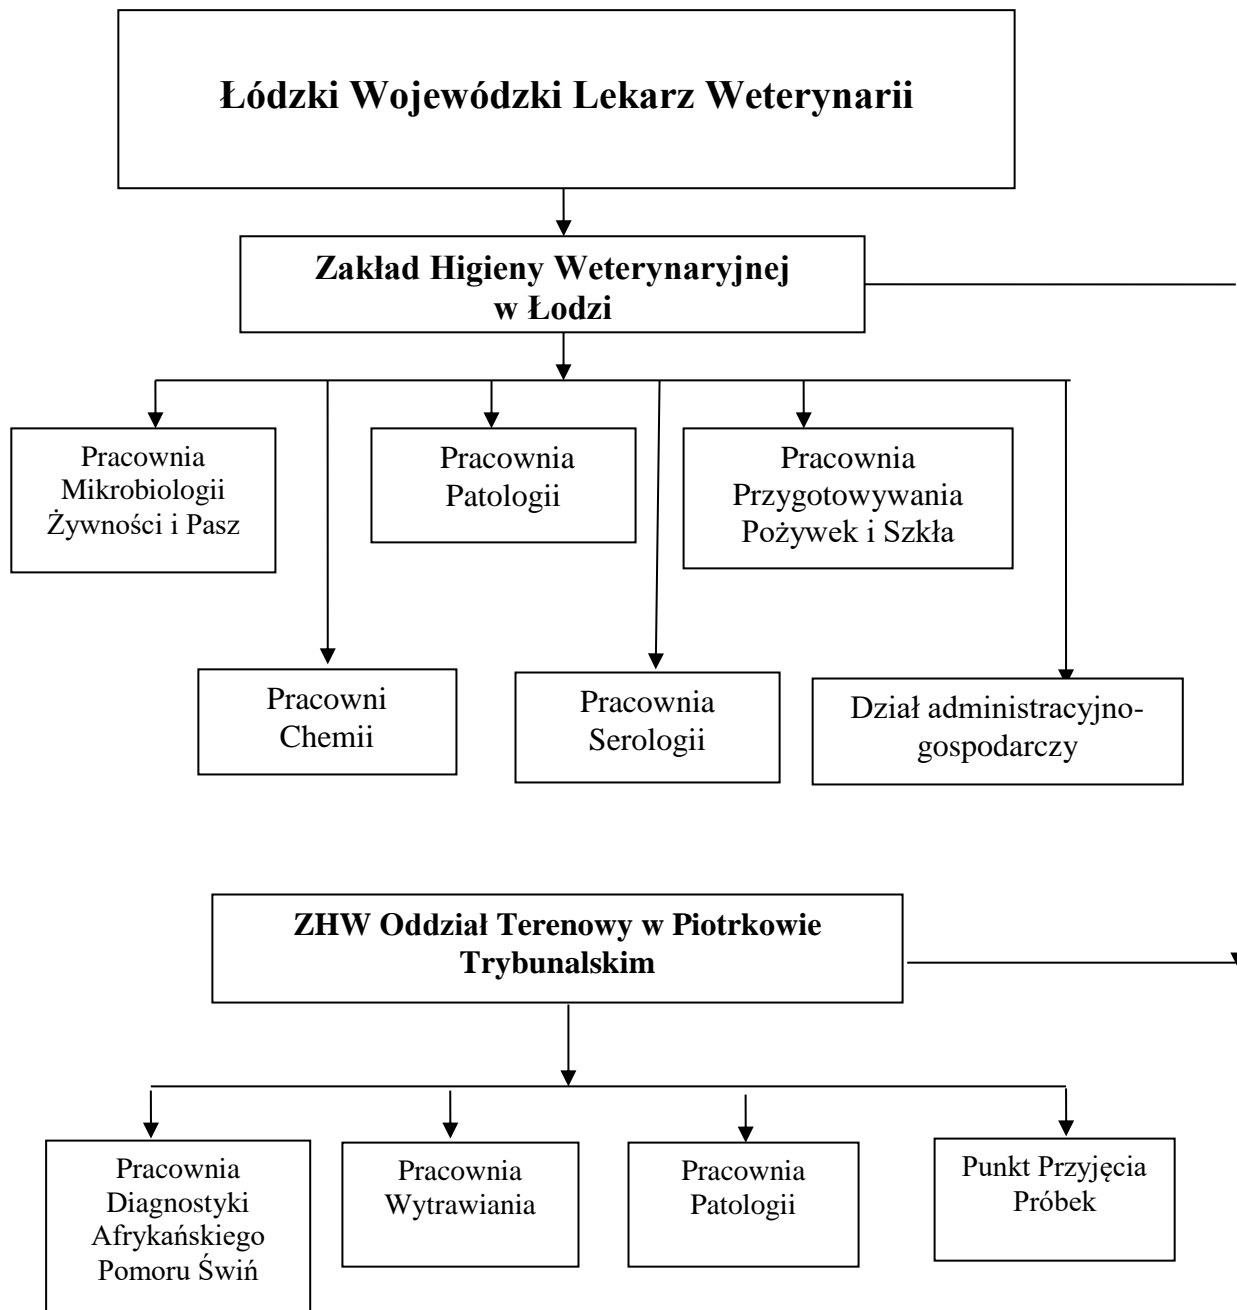 Łódzki Wojewódzki Lekarz Weterynarii
Zakład Higieny Weterynaryjnej
w Łodzi
Pracownia
Mikrobiologii
Żywności i Pasz
Pracownia
Patologii
Pracownia
Przygotowywania
Pożywek i Szkła
Pracowni
Chemii
Pracownia
Serologii
Dział administracyjno-
gospodarczy
ZHW Oddział Terenowy w Piotrkowie
Trybunalskim
Pracownia
Diagnostyki
Afrykańskiego
Pomoru Świń
Pracownia
Wytrawiania
Pracownia
Patologii
Punkt Przyjęcia
Próbek